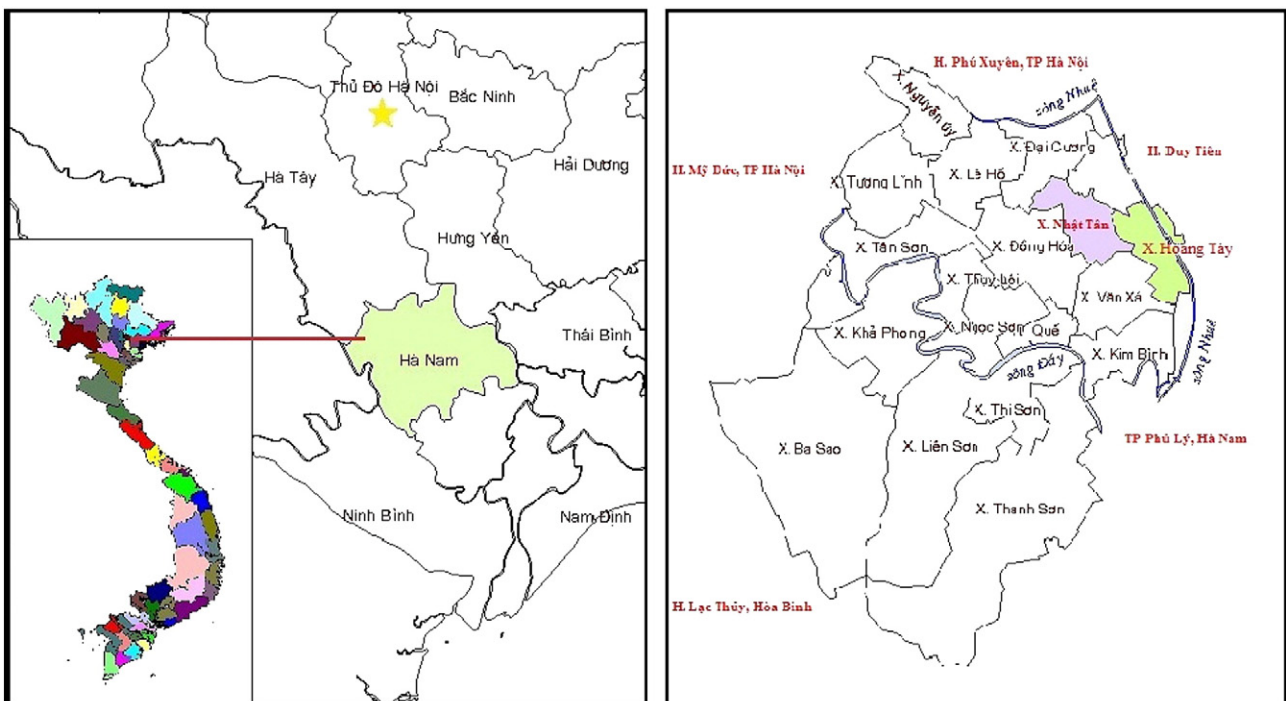 Thủ Đô Hà Nội
Bắc Ninh
Hải Dương
Hà Tây
Hưng Yên
Thái Bình
Hà Nam
Ninh Bình
Nam Định
H. Phú Xuyên, TP Hà Nội
sông Nhuệ
X. Nguyễn úy
X. Đại Cương
H. Duy Tiên
H. Mỹ Đức, TP Hà Nội
X. Lê Hồ
X. Tượng Lĩnh
X. Nhật Tân
X. Tân Sơn
X. Đồng Hóa
X. Hoàng Tây
X. Thụy Lôi
X. Văn Xá
X. Khả Phong
X. Ngọc Sơn
Quế
X. Kim Bình
sông Nhuệ
sông Đáy
X. Thi Sơn
TP Phủ Lý, Hà Nam
X. Ba Sao
X. Liên Sơn
X. Thanh Sơn
H. Lạc Thủy, Hòa Bình